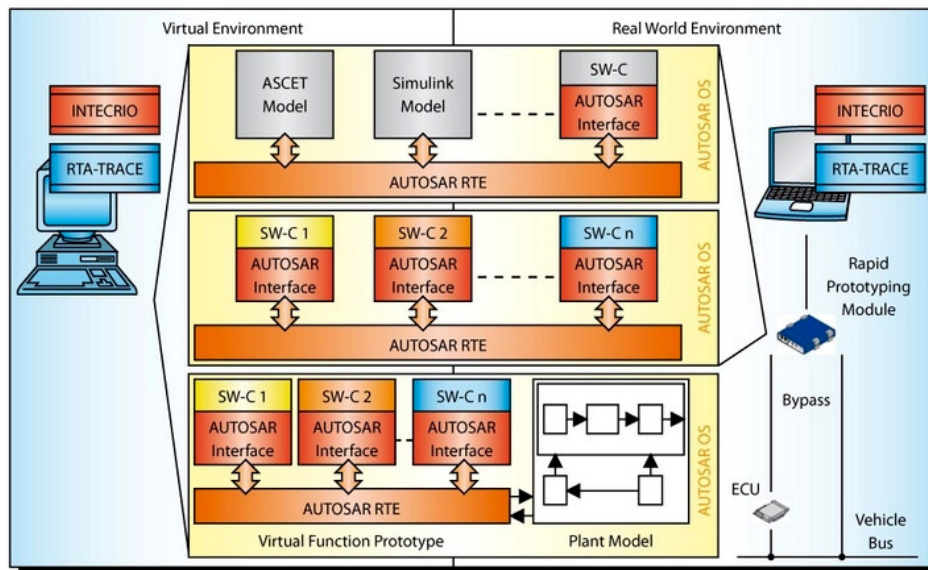 Virtual Environment
Real World Environment
INTECRIO
RTA-TRACE
ASCET
Model
Simulink
Model
SW-C
AUTOSAR
Interface
AUTOSAR RTE
AUTOSAR OS
SW-C 1
AUTOSAR
Interface
SW-C 2
AUTOSAR
Interface
SW-C n
AUTOSAR
Interface
AUTOSAR RTE
AUTOSAR OS
SW-C 1
AUTOSAR
Interface
SW-C 2
AUTOSAR
Interface
SW-C n
AUTOSAR
Interface
AUTOSAR RTE
AUTOSAR OS
Virtual Function Prototype
Plant Model
INTECRIO
RTA-TRACE
Rapid
Prototyping
Module
Bypass
ECU
Vehicle
Bus